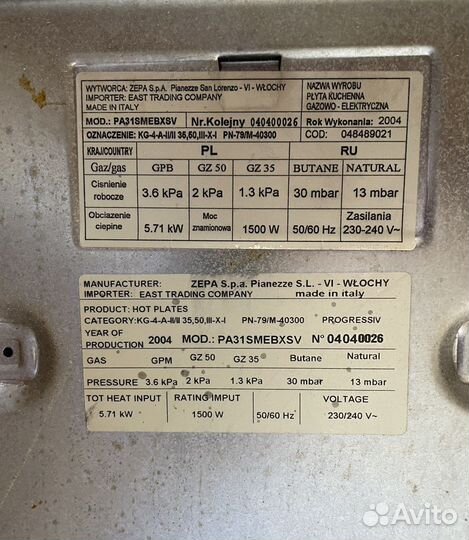 WYTWORCA: ZEPA S.p.A. Pianezze San Lorenzo - VI - WŁOCHY
IMPORTER: EAST TRADING COMPANY
MADE IN ITALY
NAZWA WYROBU
PŁYTA KUCHENNA
GAZOWO - ELEKTRYCZNA
MOD.: PA31SMEBXSV Nr.Kolejny 040400026 Rok Wykonania: 2004
OZNACZENIE: KG-4-A-II/II 35,50,III-X-I PN-79/M-40300 COD: 048489021
KRAJ/COUNTRY PL RU
Gaz/gas GPB GZ 50 GZ 35 BUTANE NATURAL
Cisnienie robocze 3.6 kPa 2 kPa 1.3 kPa 30 mbar 13 mbar
Obciazenie ciepine 5.71 kW Moc znamionowa 1500 W 50/60 Hz Zasilania 230-240 V~
MANUFACTURER: ZEPA S.p.a. Pianezze S.L. - VI - WŁOCHY
IMPORTER: EAST TRADING COMPANY made in italy
PRODUCT: HOT PLATES
CATEGORY:KG-4-A-II/II 35,50,III-X-I PN-79/M-40300 PROGRESSIV
YEAR OF PRODUCTION 2004 MOD.: PA31SMEBXSV N° 04040026
GAS GPM GZ 50 GZ 35 Butane Natural
PRESSURE 3.6 kPa 2 kPa 1.3 kPa 30 mbar 13 mbar
TOT HEAT INPUT RATING IMPUT VOLTAGE
5.71 kW 1500 W 50/60 Hz 230/240 V~
Avito